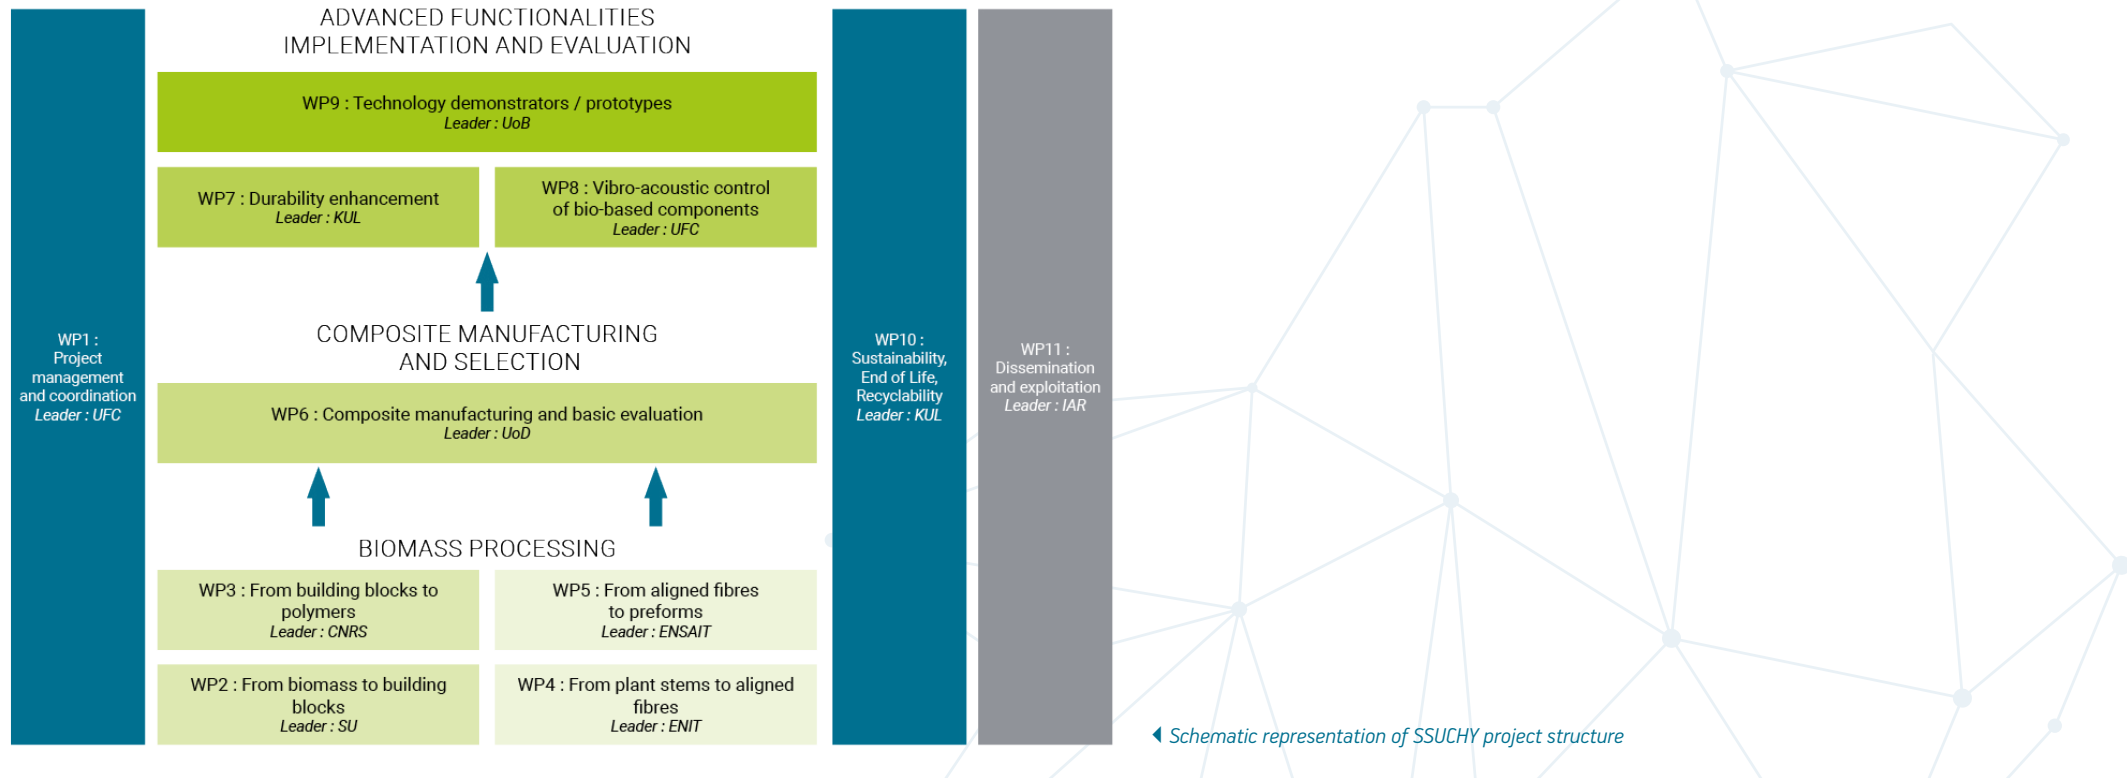 WP1 :
Project
management
and coordination
Leader : UFC
ADVANCED FUNCTIONALITIES
IMPLEMENTATION AND EVALUATION
WP9 : Technology demonstrators / prototypes
Leader : UoB
WP7 : Durability enhancement
Leader : KUL
WP8 : Vibro-acoustic control
of bio-based components
Leader : UFC
COMPOSITE MANUFACTURING
AND SELECTION
WP6 : Composite manufacturing and basic evaluation
Leader : UoD
BIOMASS PROCESSING
WP3 : From building blocks to
polymers
Leader : CNRS
WP5 : From aligned fibres
to preforms
Leader : ENSAIT
WP2 : From biomass to building
blocks
Leader : SU
WP4 : From plant stems to aligned
fibres
Leader : ENIT
WP10 :
Sustainability,
End of Life,
Recyclability
Leader : KUL
WP11 :
Dissemination
and exploitation
Leader : IAR
Schematic representation of SSUCHY project structure